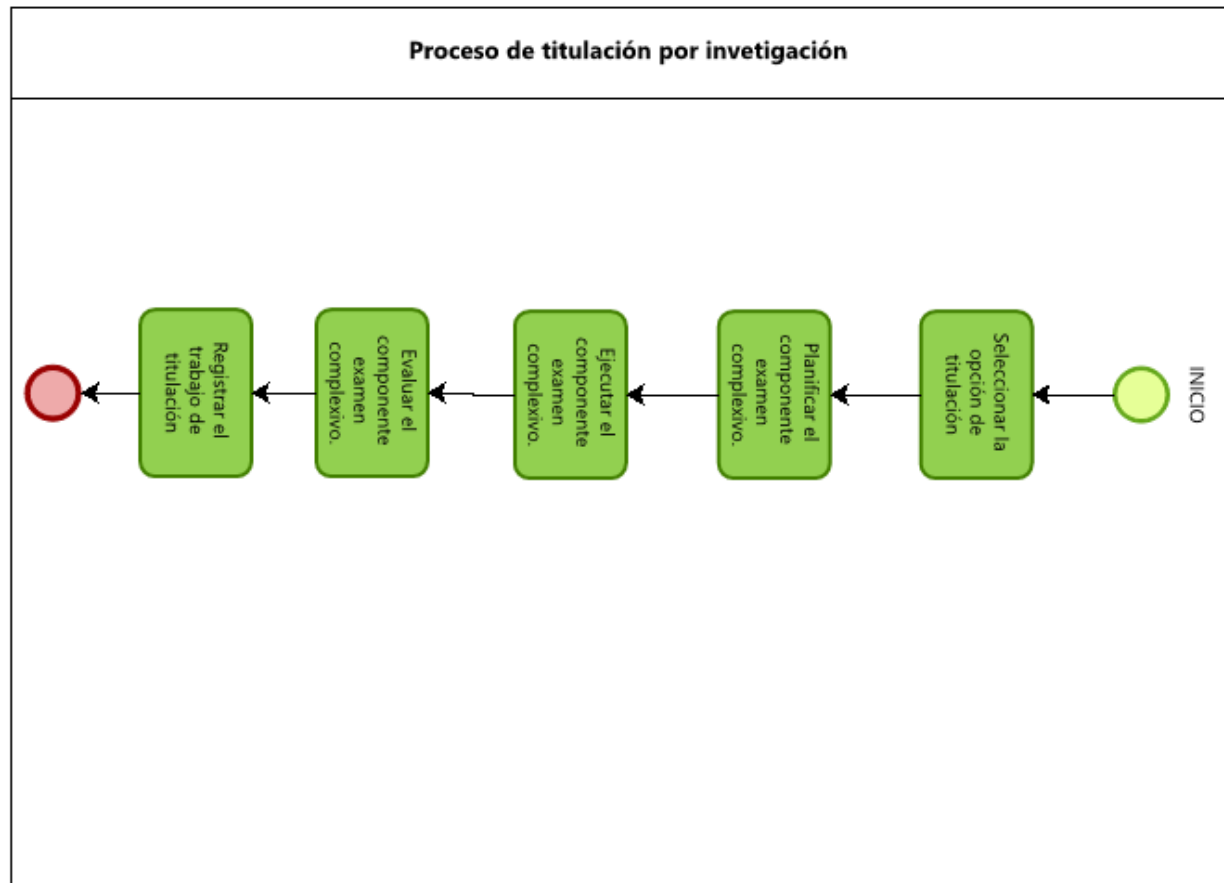 Proceso de titulación por invetigación
INICIO
Seleccionar la
opción de
titulación
Planificar el
componente
examen
complexivo.
Ejecutar el
componente
examen
complexivo.
Evaluar el
componente
examen
complexivo.
Registrar el
trabajo de
titulación